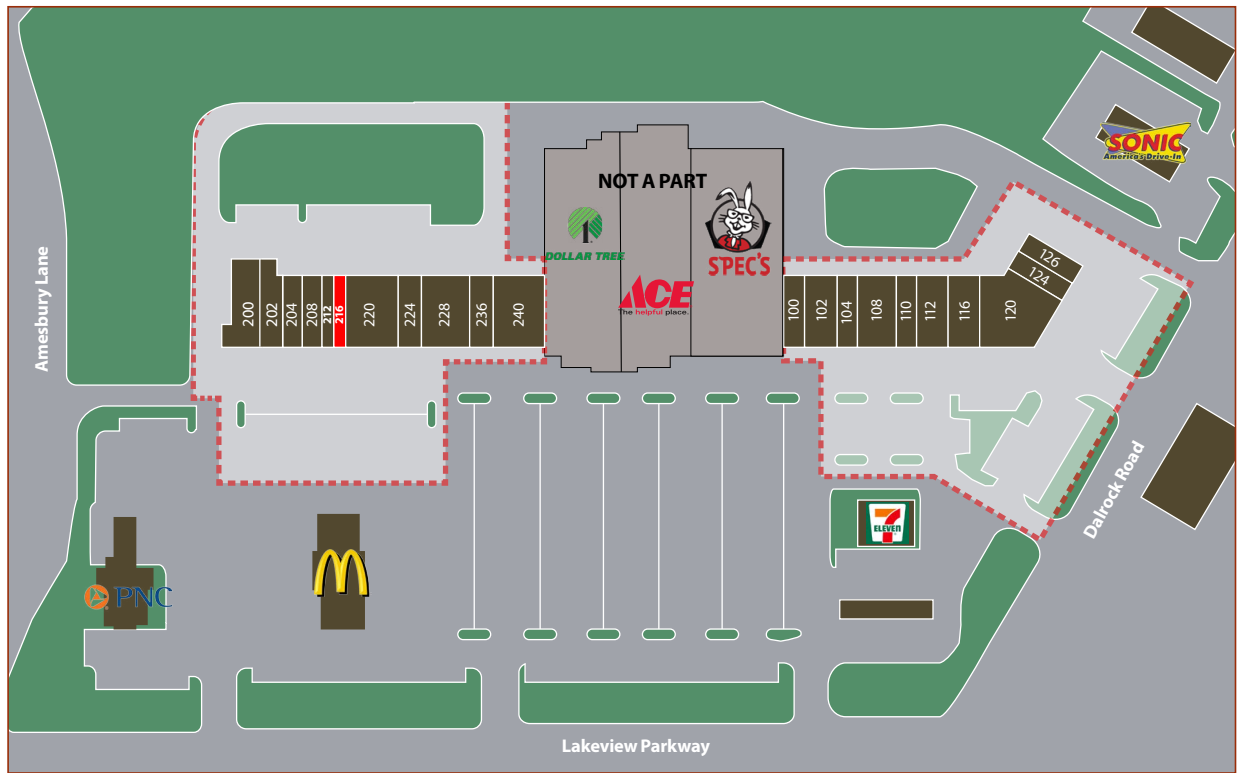 SONIC
America's Drive-In
NOT A PART
DOLLAR TREE
SPEC'S
ACE
The helpful place.
126
124
200
202
204
208
212
216
220
224
228
236
240
100
102
104
108
110
112
116
120
Amesbury Lane
Dalrock Road
7
ELEVEN
PNC
Lakeview Parkway